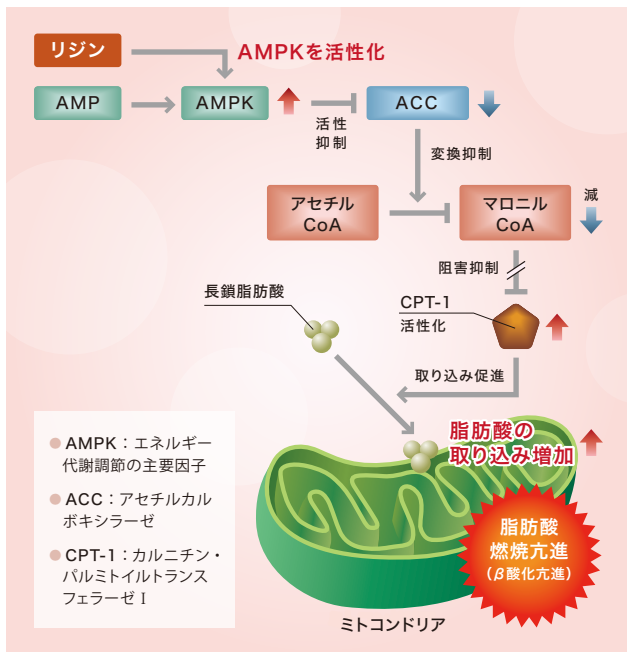 リジン
AMPKを活性化
AMP
AMPK
ACC
活性
抑制
変換抑制
アセチル
CoA
マロニル
CoA
減
阻害抑制
長鎖脂肪酸
CPT-1
活性化
取り込み促進
脂肪酸の
取り込み増加
AMPK：エネルギー
代謝調節の主要因子
ACC：アセチルカル
ボキシラーゼ
CPT-1：カルニチン・
パルミトイルトランス
フェラーゼ I
脂肪酸
燃焼亢進
（β酸化亢進）
ミトコンドリア